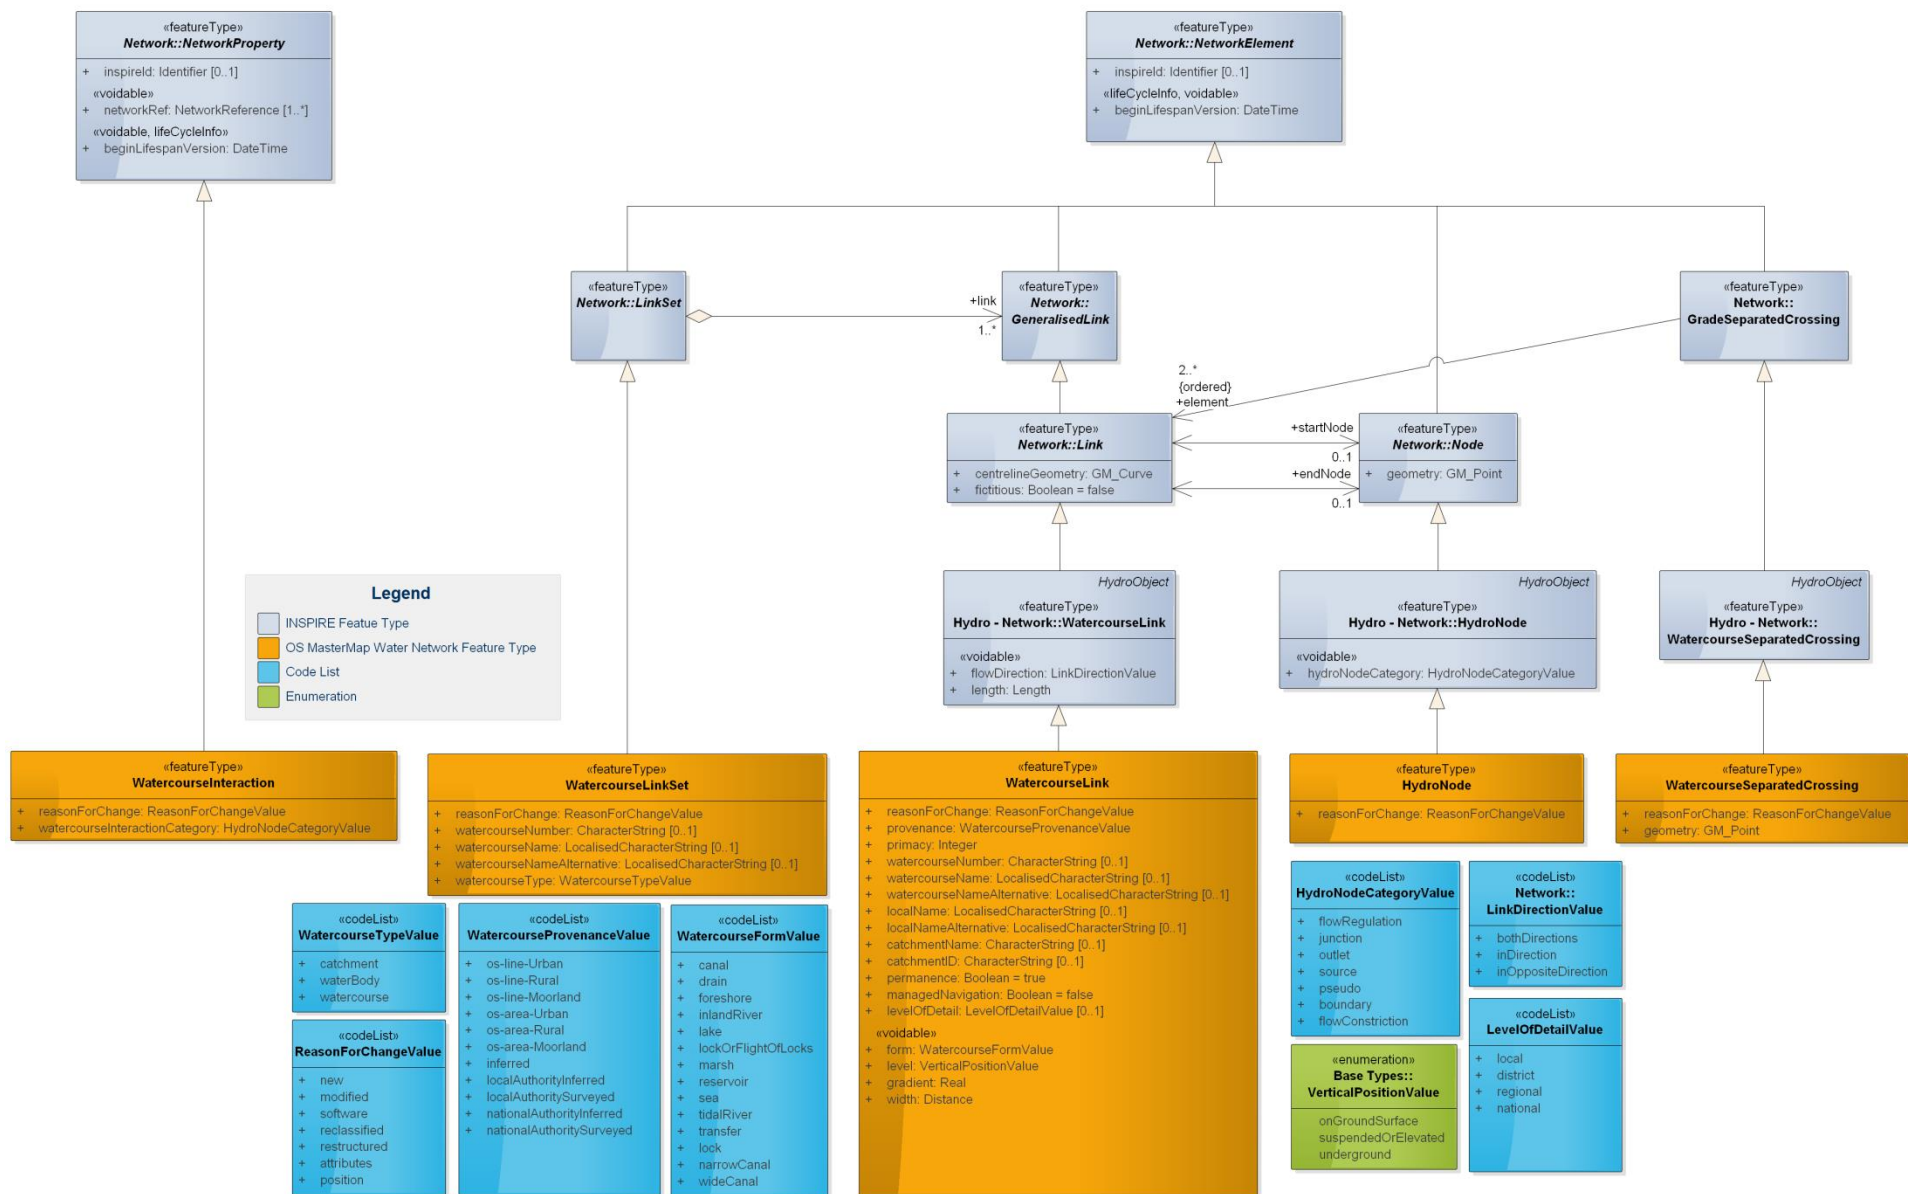 «featureType»
Network::NetworkProperty
+ inspireId: Identifier [0..1]
«voidable»
+ networkRef: NetworkReference [1..*]
«voidable, lifeCycleInfo»
+ beginLifespanVersion: DateTime
«featureType»
Network::NetworkElement
+ inspireId: Identifier [0..1]
«lifeCycleInfo, voidable»
+ beginLifespanVersion: DateTime
«featureType»
Network::LinkSet
+link
1..*
«featureType»
Network::
GeneralisedLink
«featureType»
Network::
GradeSeparatedCrossing
2..*
{ordered}
+element
«featureType»
Network::Link
+ centrelineGeometry: GM_Curve
+ fictitious: Boolean = false
+startNode
0..1
+endNode
0..1
«featureType»
Network::Node
+ geometry: GM_Point
Legend
INSPIRE Featue Type
OS MasterMap Water Network Feature Type
Code List
Enumeration
HydroObject
«featureType»
Hydro - Network::WatercourseLink
«voidable»
+ flowDirection: LinkDirectionValue
+ length: Length
HydroObject
«featureType»
Hydro - Network::HydroNode
«voidable»
+ hydroNodeCategory: HydroNodeCategoryValue
HydroObject
«featureType»
Hydro - Network::
WatercourseSeparatedCrossing
«featureType»
WatercourseInteraction
+ reasonForChange: ReasonForChangeValue
+ watercourseInteractionCategory: HydroNodeCategoryValue
«featureType»
WatercourseLinkSet
+ reasonForChange: ReasonForChangeValue
+ watercourseNumber: CharacterString [0..1]
+ watercourseName: LocalisedCharacterString [0..1]
+ watercourseNameAlternative: LocalisedCharacterString [0..1]
+ watercourseType: WatercourseTypeValue
«featureType»
WatercourseLink
+ reasonForChange: ReasonForChangeValue
+ provenance: WatercourseProvenanceValue
+ primacy: Integer
+ watercourseNumber: CharacterString [0..1]
+ watercourseName: LocalisedCharacterString [0..1]
+ watercourseNameAlternative: LocalisedCharacterString [0..1]
+ localName: LocalisedCharacterString [0..1]
+ localNameAlternative: LocalisedCharacterString [0..1]
+ catchmentName: CharacterString [0..1]
+ catchmentID: CharacterString [0..1]
+ permanence: Boolean = true
+ managedNavigation: Boolean = false
+ levelOfDetail: LevelOfDetailValue [0..1]
«voidable»
+ form: WatercourseFormValue
+ level: VerticalPositionValue
+ gradient: Real
+ width: Distance
«featureType»
HydroNode
+ reasonForChange: ReasonForChangeValue
«featureType»
WatercourseSeparatedCrossing
+ reasonForChange: ReasonForChangeValue
+ geometry: GM_Point
«codeList»
WatercourseTypeValue
+ catchment
+ waterBody
+ watercourse
«codeList»
ReasonForChangeValue
+ new
+ modified
+ software
+ reclassified
+ restructured
+ attributes
+ position
«codeList»
WatercourseProvenanceValue
+ os-line-Urban
+ os-line-Rural
+ os-line-Moorland
+ os-area-Urban
+ os-area-Rural
+ os-area-Moorland
+ inferred
+ localAuthorityInferred
+ localAuthoritySurveyed
+ nationalAuthorityInferred
+ nationalAuthoritySurveyed
«codeList»
WatercourseFormValue
+ canal
+ drain
+ foreshore
+ inlandRiver
+ lake
+ lockOrFlightOfLocks
+ marsh
+ reservoir
+ sea
+ tidalRiver
+ transfer
+ lock
+ narrowCanal
+ wideCanal
«codeList»
HydroNodeCategoryValue
+ flowRegulation
+ junction
+ outlet
+ source
+ pseudo
+ boundary
+ flowConstriction
«codeList»
Network::
LinkDirectionValue
+ bothDirections
+ inDirection
+ inOppositeDirection
«enumeration»
Base Types::
VerticalPositionValue
onGroundSurface
suspendedOrElevated
underground
«codeList»
LevelOfDetailValue
+ local
+ district
+ regional
+ national